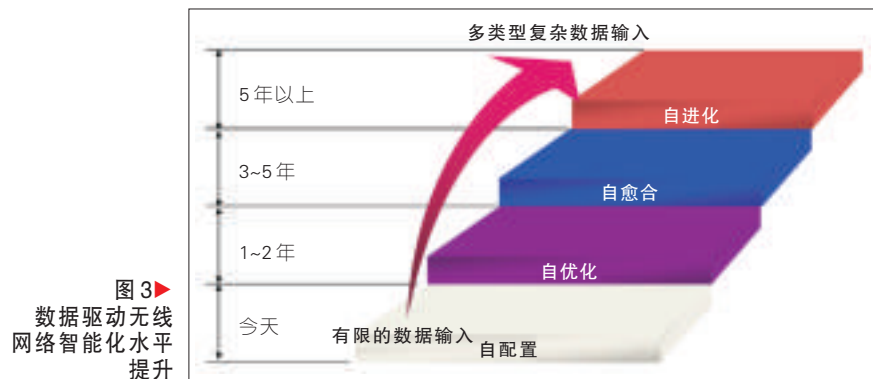 多类型复杂数据输入
5 年以上
自进化
3~5 年
自愈合
1~2 年
自优化
今天
有限的数据输入
自配置
图 3▶
数据驱动无线
网络智能化水平
提升